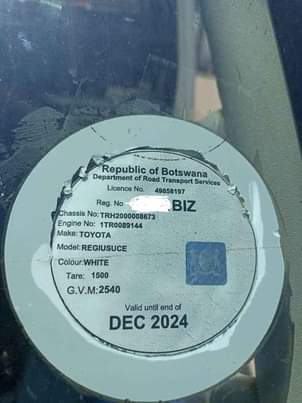 Republic of Botswana
Department of Road Transport Services
Licence No. 49858197
Reg. No BIZ
Chassis No: TRH2000008673
Engine No: 1TR0089144
Make: TOYOTA
Model: REGIUSUCE
Colour: WHITE
Tare: 1500
G.V.M: 2540
Valid until end of
DEC 2024